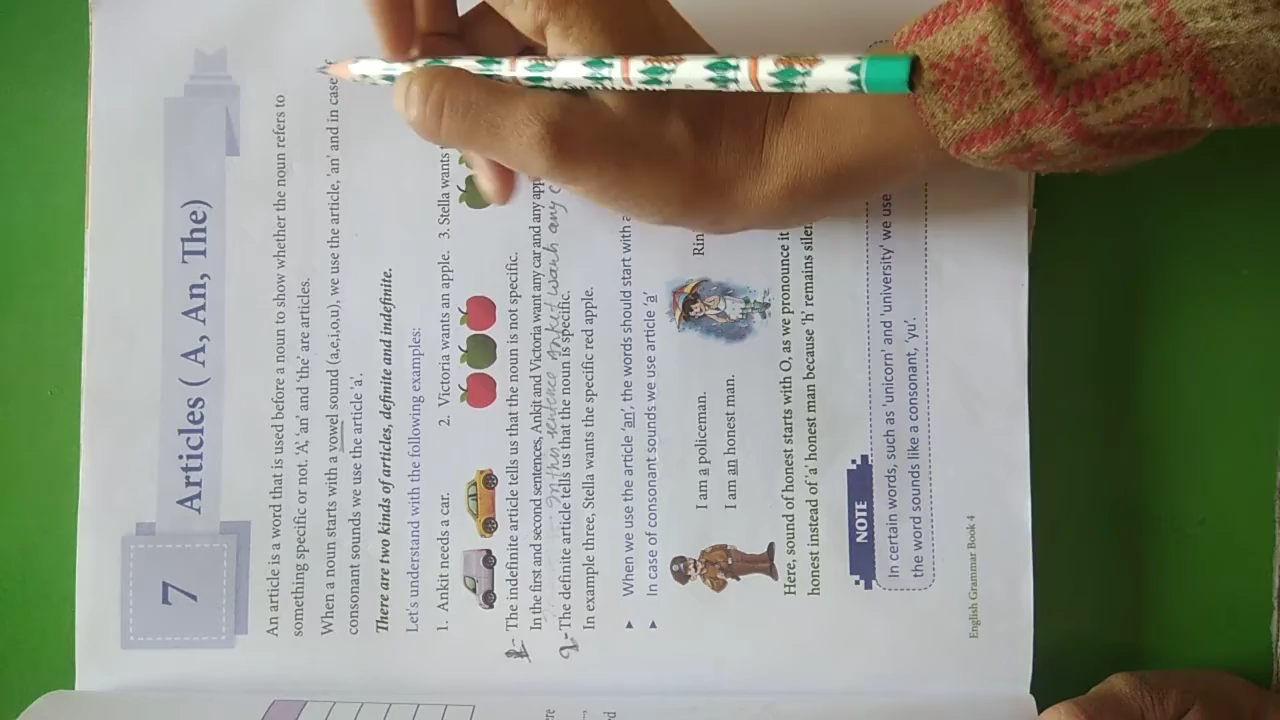 7
Articles ( A, An, The)
An article is a word that is used before a noun to show whether the noun refers to
something specific or not. 'A', 'an' and 'the' are articles.
When a noun starts with a vowel sound (a,e,i,o,u), we use the article, 'an' and in case
consonant sounds we use the article 'a'.
There are two kinds of articles, definite and indefinite.
Let's understand with the following examples:
1. Ankit needs a car. 2. Victoria wants an apple. 3. Stella wants
1- The indefinite article tells us that the noun is not specific.
In the first and second sentences, Ankit and Victoria want any car and any app
In this sentence Ankit want any c
2- The definite article tells us that the noun is specific.
In example three, Stella wants the specific red apple.
When we use the article 'an', the words should start with a
In case of consonant sounds we use article 'a'
I am a policeman. Rin
I am an honest man.
Here, sound of honest starts with O, as we pronounce it
honest instead of 'a' honest man because 'h' remains silen
NOTE
In certain words, such as 'unicorn' and 'university' we use
the word sounds like a consonant, 'yu'.
English Grammar Book 4